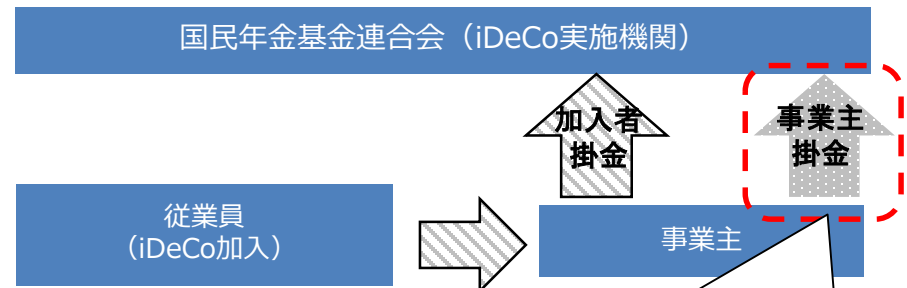 国民年金基金連合会（iDeCo実施機関）
加入者
掛金
事業主
掛金
従業員
（iDeCo加入）
事業主